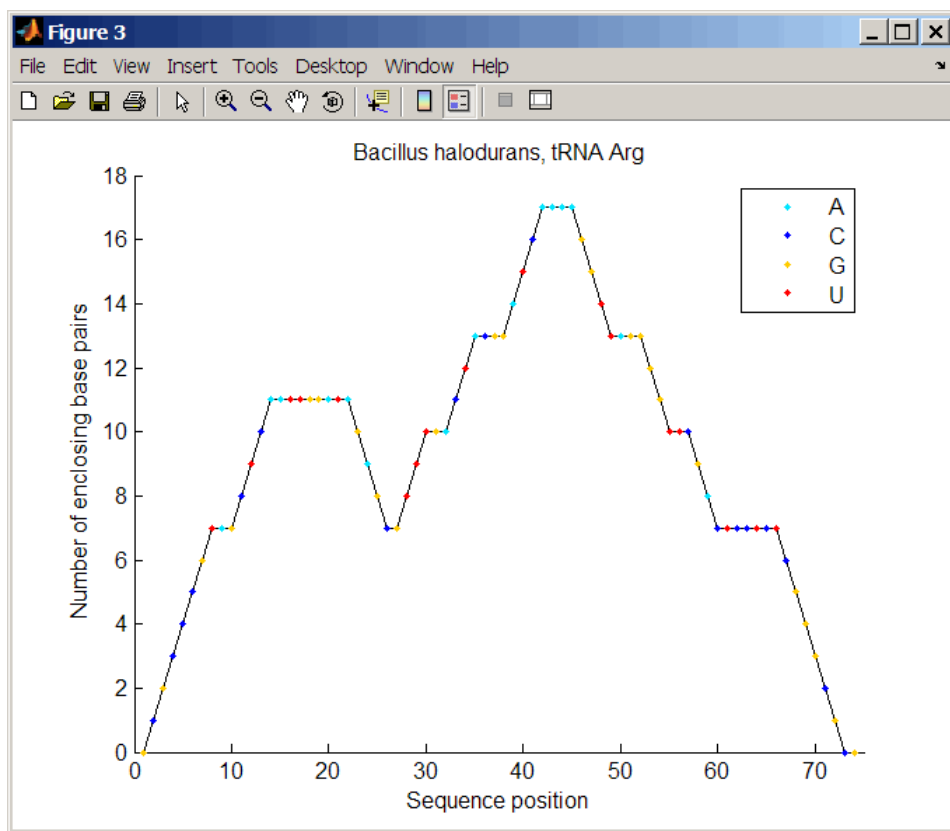 Figure 3
File Edit View Insert Tools Desktop Window Help
Bacillus halodurans, tRNA Arg
18
16
14
12
10
8
6
4
2
0
Number of enclosing base pairs
A
C
G
U
0 10 20 30 40 50 60 70
Sequence position